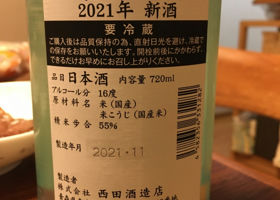 2021年 新酒
要冷蔵
ご購入後は品質保持の為、直射日光を避け、冷蔵で
の保管をお願いいたします。開栓前後にかかわらず、
できるだけお早めにお召し上がりください。
品目 日本酒 内容量 720ml
アルコール分 16度
原材料名 米(国産)
米こうじ(国産米)
精米歩合 55%
製造年月 2021.11
製造者
株式会社 西田酒造店